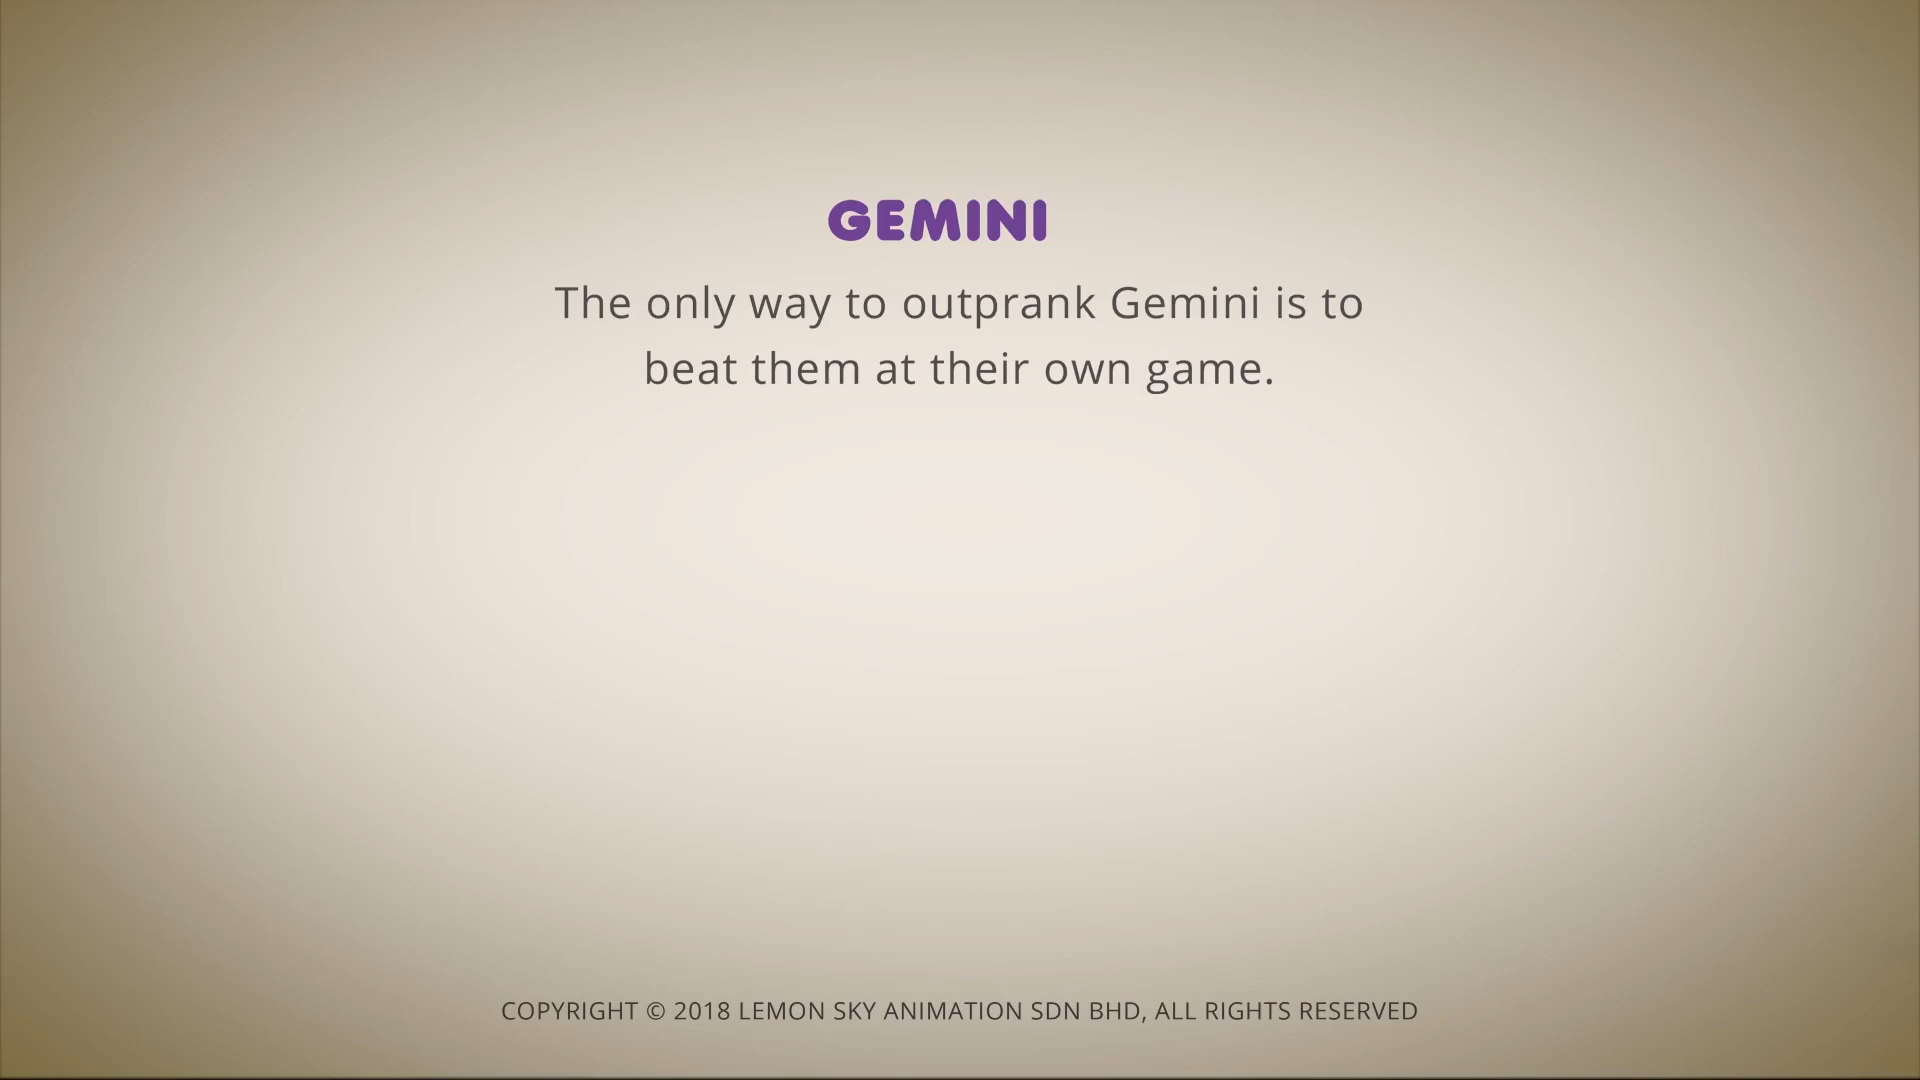 GEMINI
The only way to outprank Gemini is to
beat them at their own game.
COPYRIGHT © 2018 LEMON SKY ANIMATION SDN BHD, ALL RIGHTS RESERVED